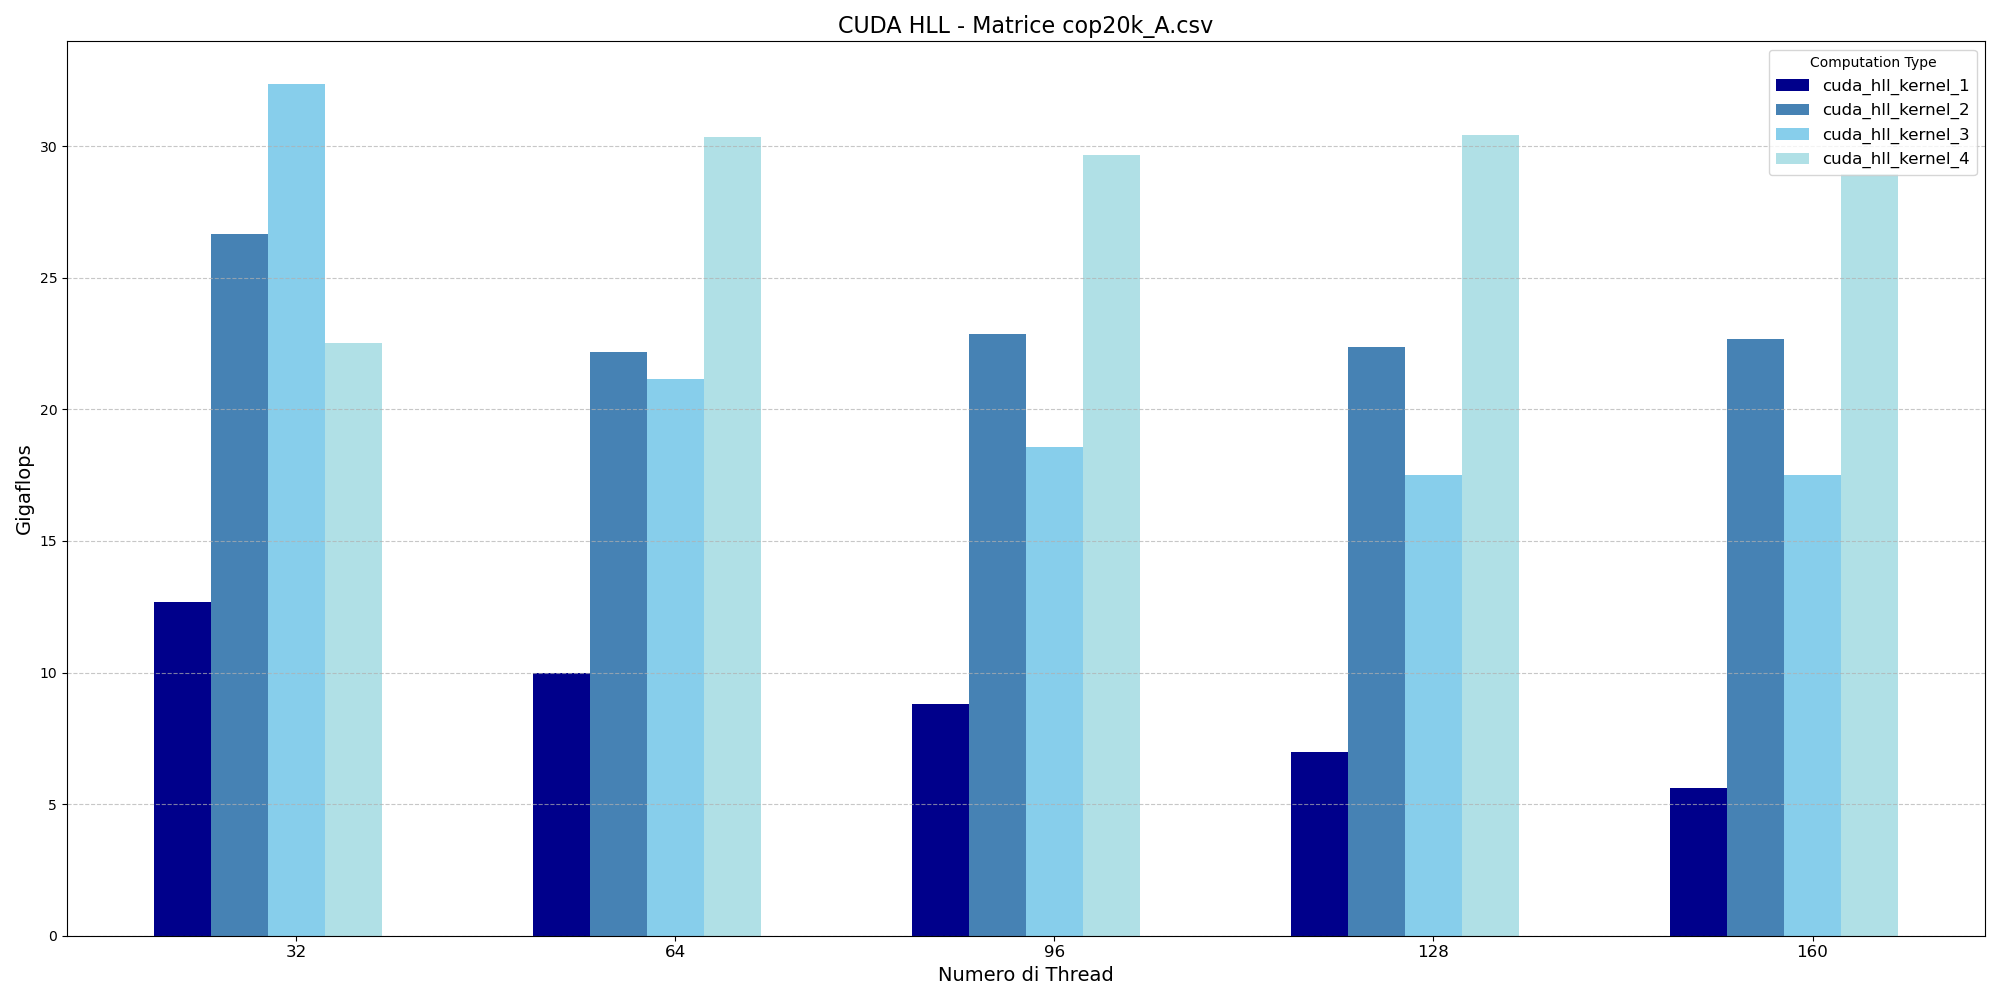 CUDA HLL - Matrice cop20k_A.csv
Computation Type
cuda_hll_kernel_1
cuda_hll_kernel_2
cuda_hll_kernel_3
cuda_hll_kernel_4
Gigaflops
30
25
20
15
10
5
0
32 64 96 128 160
Numero di Thread